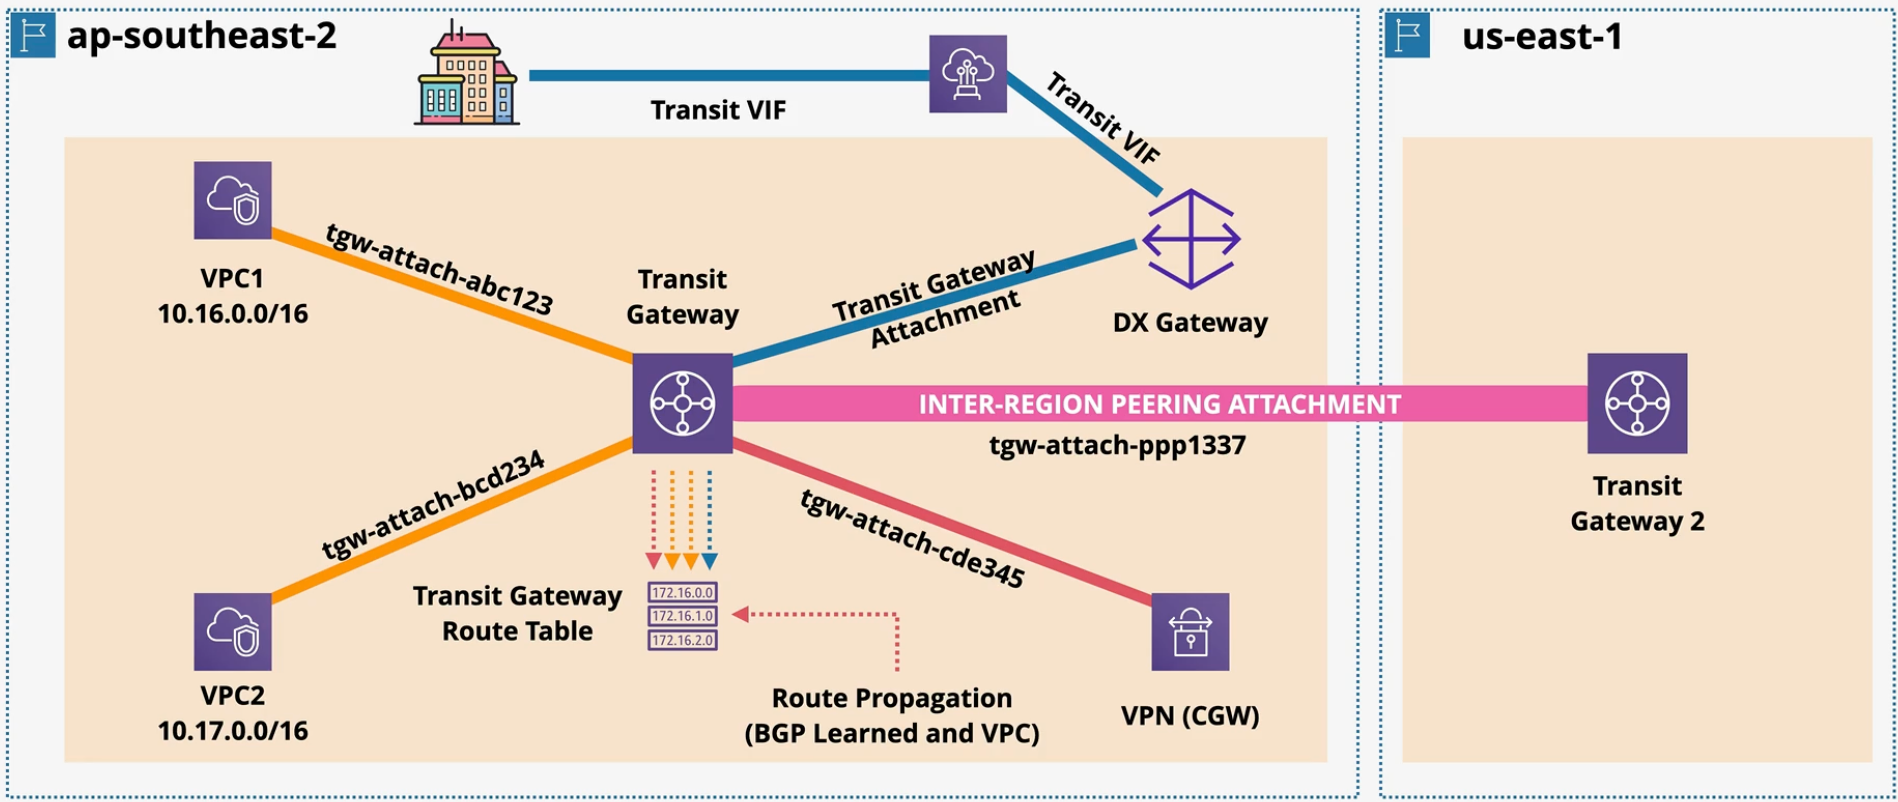 ap-southeast-2
us-east-1
Transit VIF
Transit VIF
VPC1
10.16.0.0/16
tgw-attach-abc123
Transit
Gateway
Transit Gateway
Attachment
DX Gateway
INTER-REGION PEERING ATTACHMENT
tgw-attach-ppp1337
Transit
Gateway 2
tgw-attach-bcd234
tgw-attach-cde345
Transit Gateway
Route Table
172.16.0.0
172.16.1.0
172.16.2.0
VPC2
10.17.0.0/16
Route Propagation
(BGP Learned and VPC)
VPN (CGW)